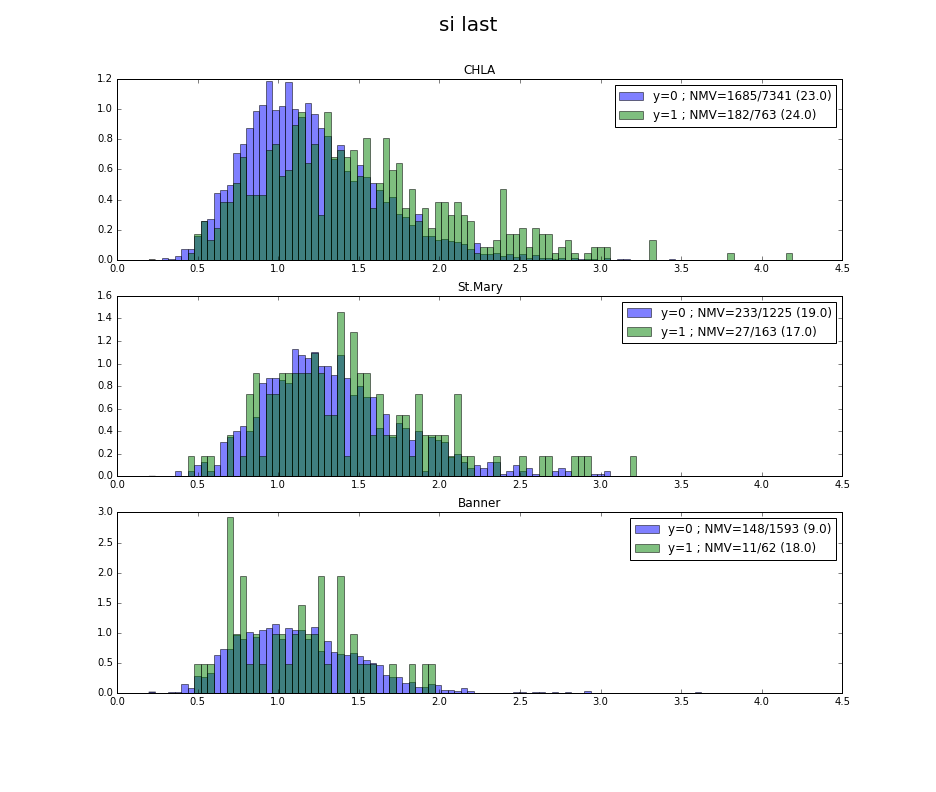 si last
CHLA
y=0 ; NMV=1685/7341 (23.0)
y=1 ; NMV=182/763 (24.0)
1.2
1.0
0.8
0.6
0.4
0.2
0.0
0.0 0.5 1.0 1.5 2.0 2.5 3.0 3.5 4.0 4.5
St.Mary
y=0 ; NMV=233/1225 (19.0)
y=1 ; NMV=27/163 (17.0)
1.6
1.4
1.2
1.0
0.8
0.6
0.4
0.2
0.0
0.0 0.5 1.0 1.5 2.0 2.5 3.0 3.5 4.0 4.5
Banner
y=0 ; NMV=148/1593 (9.0)
y=1 ; NMV=11/62 (18.0)
3.0
2.5
2.0
1.5
1.0
0.5
0.0
0.0 0.5 1.0 1.5 2.0 2.5 3.0 3.5 4.0 4.5